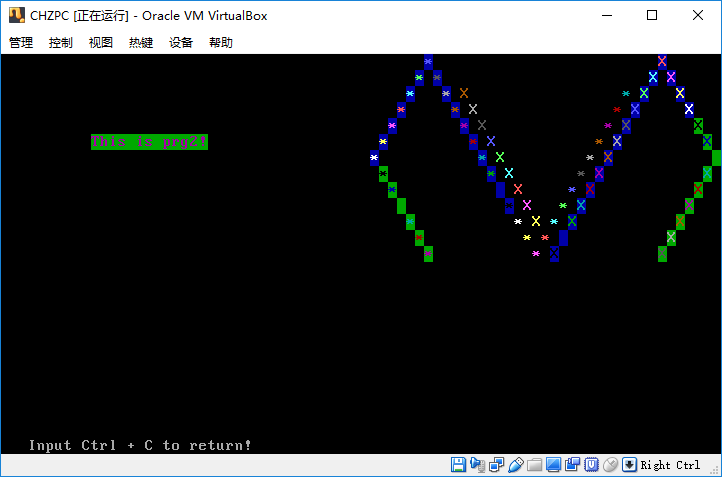 CHZPC [正在运行] - Oracle VM VirtualBox
管理 控制 视图 热键 设备 帮助
This is prg2!
Input Ctrl + C to return!
Right Ctrl